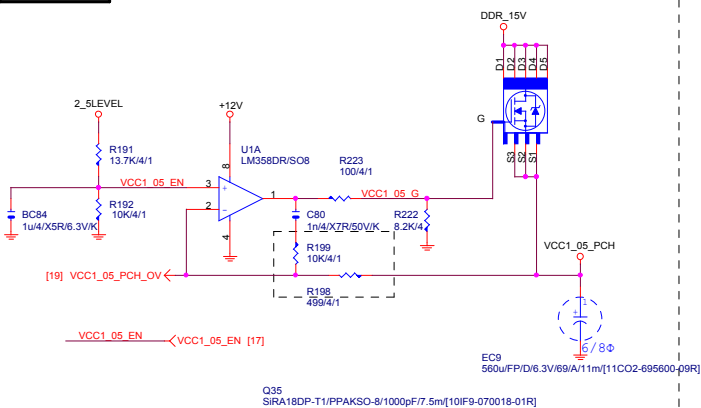 DDR_15V
D1
D2
D3
D4
D5
2_5LEVEL
+12V
G
R191
13.7K/4/1
U1A
LM358DR/SO8
8
R223
100/4/1
S3
S2
S1
VCC1_05_EN
3
+
1
VCC1_05_G
2
-
BC84
1u/4/X5R/6.3V/K
R192
10K/4/1
4
C80
1n/4/X7R/50V/K
R222
8.2K/4
R199
10K/4/1
VCC1_05_PCH
[19] VCC1_05_PCH_OV
R198
499/4/1
1
+
6/8Φ
VCC1_05_EN
VCC1_05_EN [17]
EC9
560u/FP/D/6.3V/69/A/11m/[11CO2-695600-09R]
Q35
SiRA18DP-T1/PPAKSO-8/1000pF/7.5m/[10IF9-070018-01R]